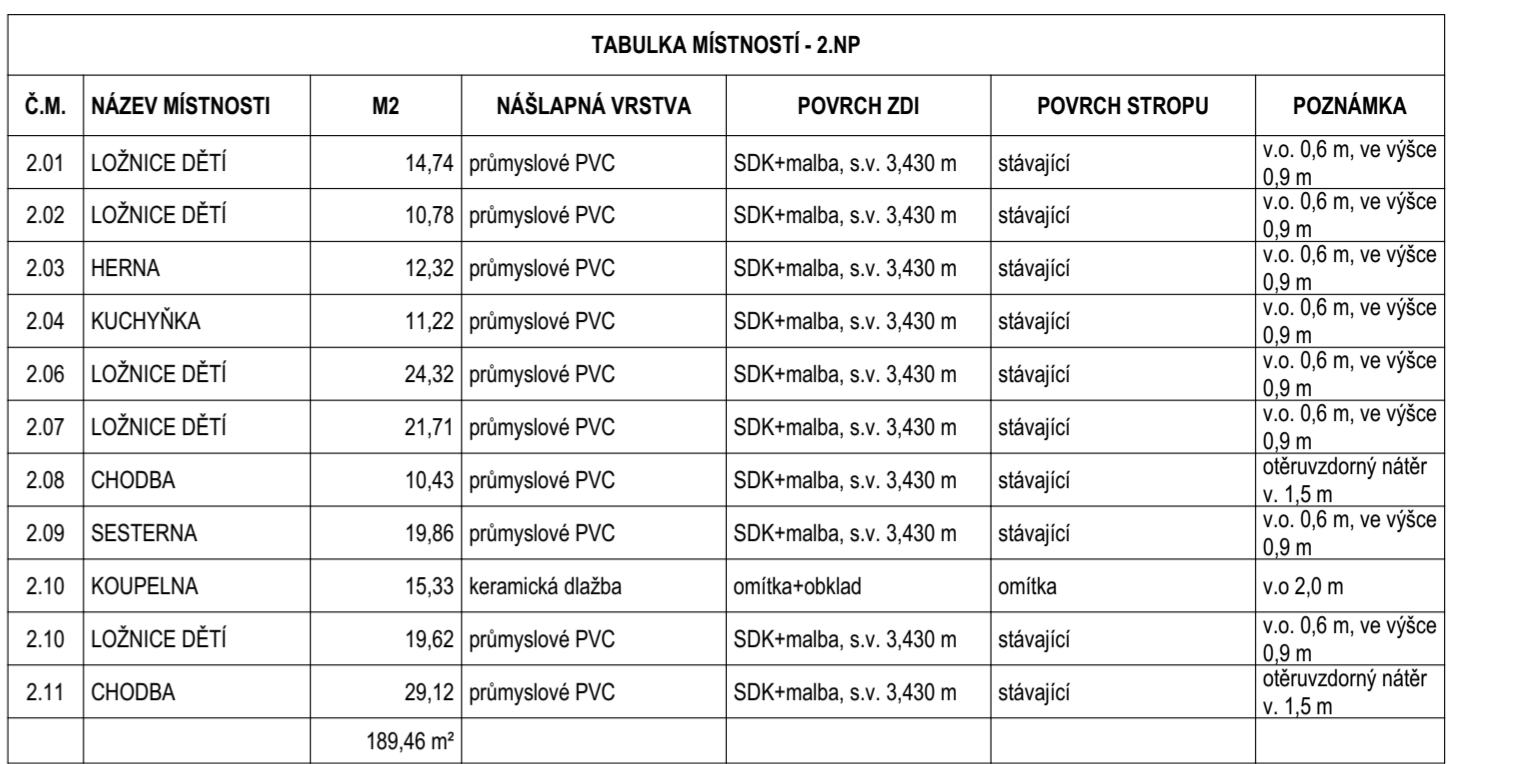 TABULKA MÍSTNOSTÍ - 2.NP
Č.M. NÁZEV MÍSTNOSTI M2 NÁŠLAPNÁ VRSTVA POVRCH ZDI POVRCH STROPU POZNÁMKA
2.01 LOŽNICE DĚTÍ 14,74 průmyslové PVC SDK+malba, s.v. 3,430 m stávající v.o. 0,6 m, ve výšce
0,9 m
2.02 LOŽNICE DĚTÍ 10,78 průmyslové PVC SDK+malba, s.v. 3,430 m stávající v.o. 0,6 m, ve výšce
0,9 m
2.03 HERNA 12,32 průmyslové PVC SDK+malba, s.v. 3,430 m stávající v.o. 0,6 m, ve výšce
0,9 m
2.04 KUCHYŇKA 11,22 průmyslové PVC SDK+malba, s.v. 3,430 m stávající v.o. 0,6 m, ve výšce
0,9 m
2.06 LOŽNICE DĚTÍ 24,32 průmyslové PVC SDK+malba, s.v. 3,430 m stávající v.o. 0,6 m, ve výšce
0,9 m
2.07 LOŽNICE DĚTÍ 21,71 průmyslové PVC SDK+malba, s.v. 3,430 m stávající v.o. 0,6 m, ve výšce
0,9 m
2.08 CHODBA 10,43 průmyslové PVC SDK+malba, s.v. 3,430 m stávající otěruvzdorný nátěr
v. 1,5 m
2.09 SESTERNA 19,86 průmyslové PVC SDK+malba, s.v. 3,430 m stávající v.o. 0,6 m, ve výšce
0,9 m
2.10 KOUPELNA 15,33 keramická dlažba omítka+obklad omítka v.o 2,0 m
2.10 LOŽNICE DĚTÍ 19,62 průmyslové PVC SDK+malba, s.v. 3,430 m stávající v.o. 0,6 m, ve výšce
0,9 m
2.11 CHODBA 29,12 průmyslové PVC SDK+malba, s.v. 3,430 m stávající otěruvzdorný nátěr
v. 1,5 m
189,46 m²